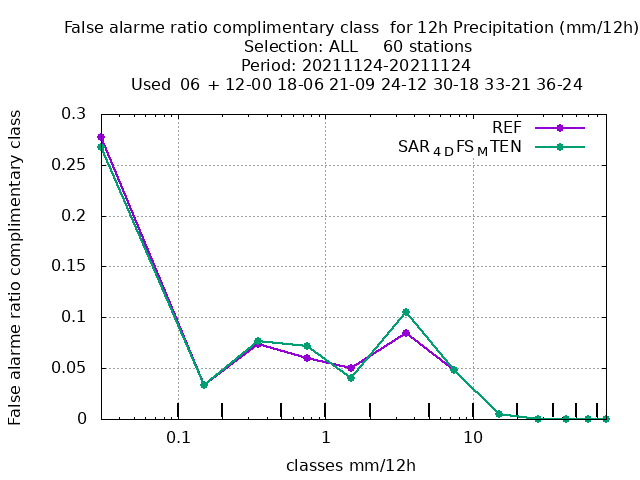 False alarme ratio complimentary class  for 12h Precipitation (mm/12h)
Selection: ALL     60 stations
Period: 20211124-20211124
Used  06 + 12-00 18-06 21-09 24-12 30-18 33-21 36-24
False alarme ratio complimentary class
0.3
0.25
0.2
0.15
0.1
0.05
0
REF
SAR4DFSMTEN
0.1
1
10
classes mm/12h